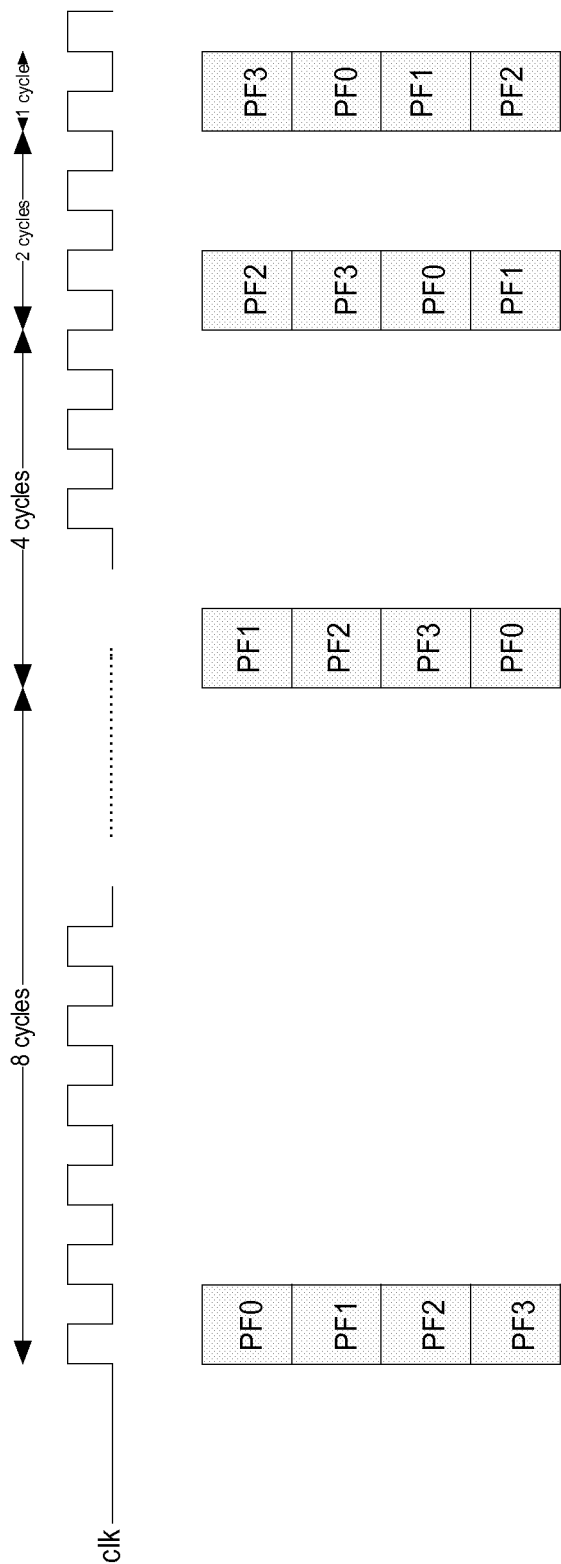 8 cycles 4 cycles 2 cycles 1 cycle
clk
PF0 PF1 PF2 PF3
PF1 PF2 PF3 PF0
PF2 PF3 PF0 PF1
PF3 PF0 PF1 PF2